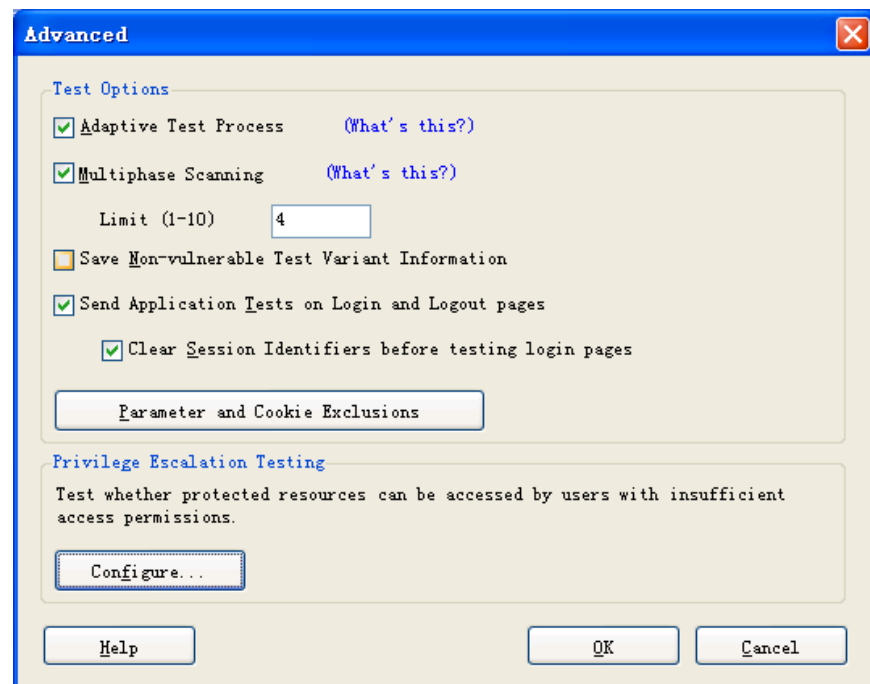 Advanced
Test Options
Adaptive Test Process (What's this?)
Multiphase Scanning (What's this?)
Limit (1-10) 4
Save Non-vulnerable Test Variant Information
Send Application Tests on Login and Logout pages
Clear Session Identifiers before testing login pages
Parameter and Cookie Exclusions
Privilege Escalation Testing
Test whether protected resources can be accessed by users with insufficient
access permissions.
Configure...
Help OK Cancel